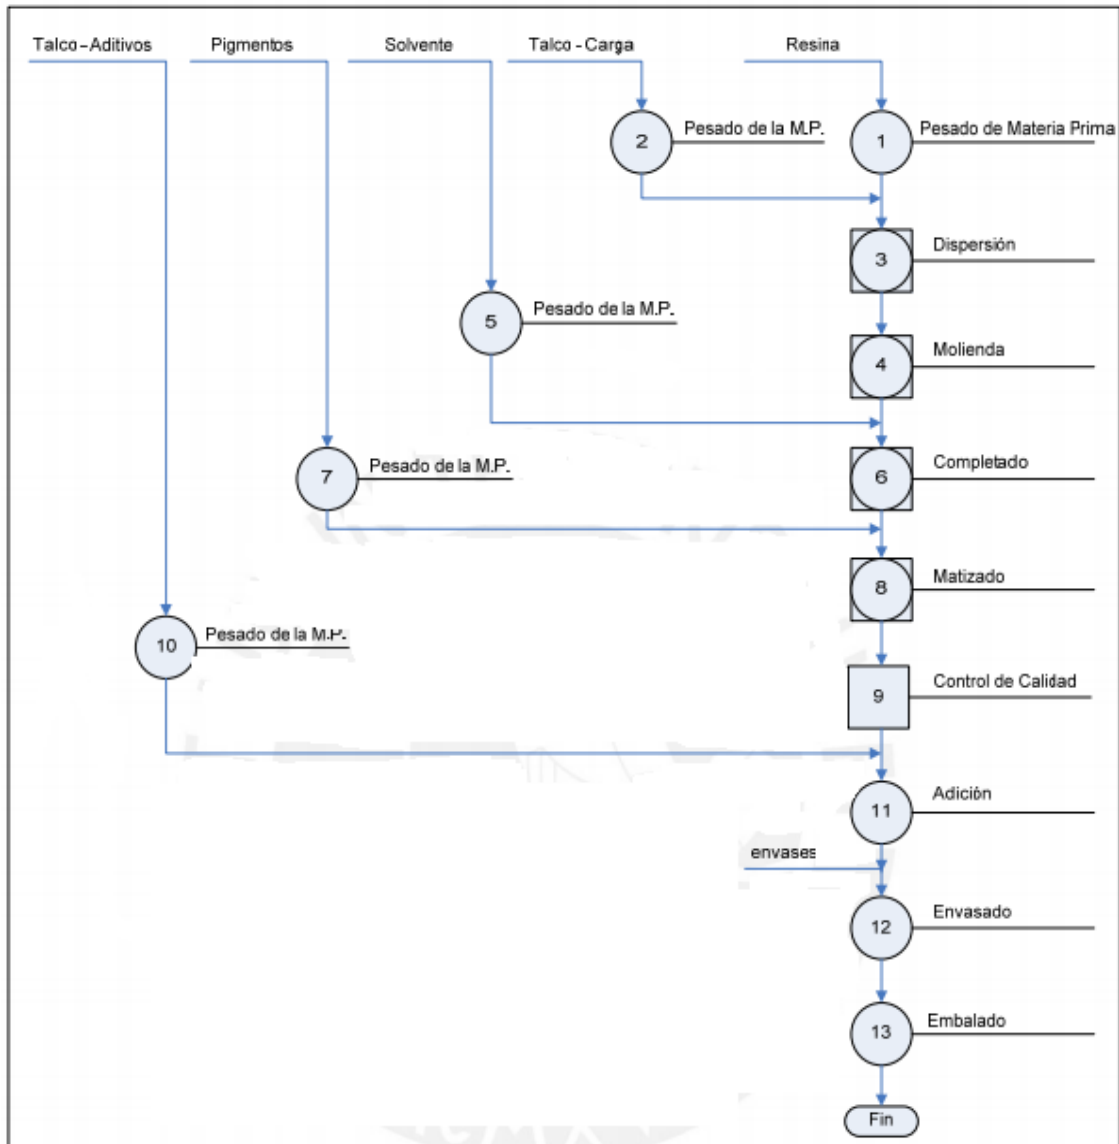 Talco - Aditivos
Pigmentos
Solvente
Talco - Carga
Resina
2
Pesado de la M.P.
1
Pesado de Materia Prima
3
Dispersión
5
Pesado de la M.P.
4
Molienda
7
Pesado de la M.P.
6
Completado
8
Matizado
10
Pesado de la M.P.
9
Control de Calidad
11
Adición
envases
12
Envasado
13
Embalado
Fin